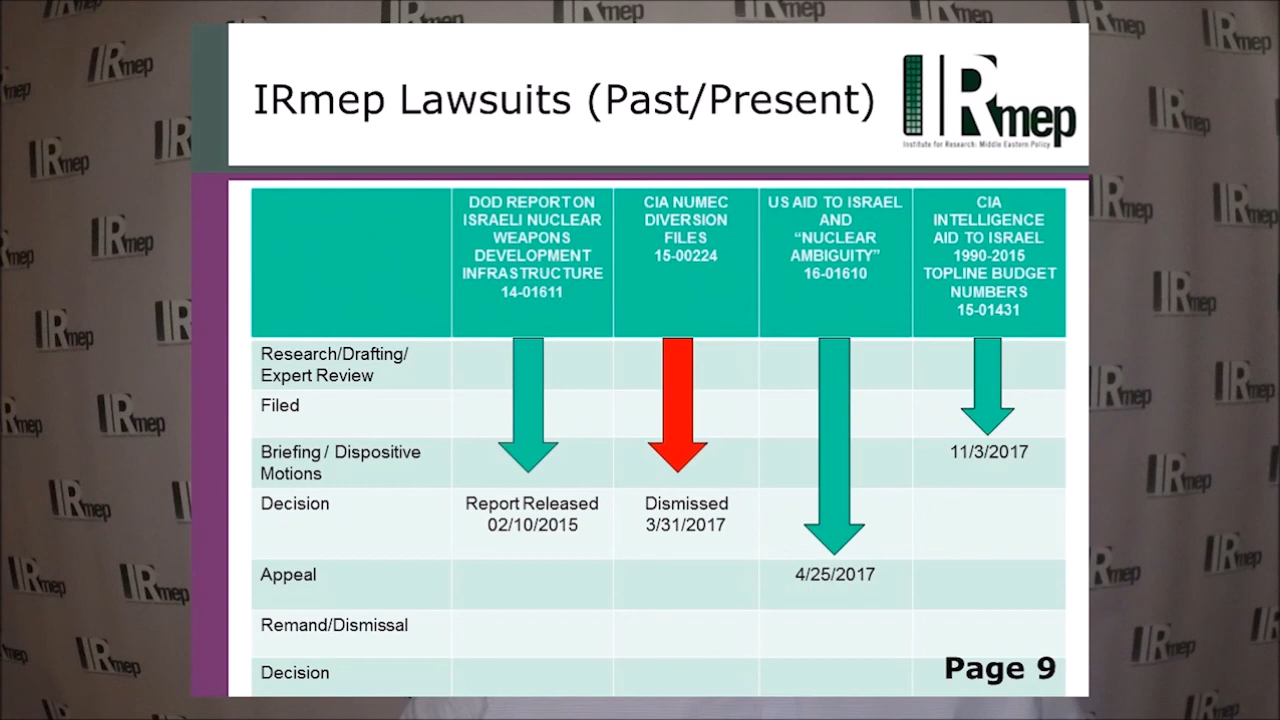 IRmep Lawsuits (Past/Present)
IRmep
Institute for Research: Middle Eastern Policy
DOD REPORT ON
ISRAELI NUCLEAR
WEAPONS
DEVELOPMENT
INFRASTRUCTURE
14-01611
CIA NUMEC
DIVERSION
FILES
15-00224
US AID TO ISRAEL
AND
“NUCLEAR
AMBIGUITY”
16-01610
CIA
INTELLIGENCE
AID TO ISRAEL
1990-2015
TOPLINE BUDGET
NUMBERS
15-01431
Research/Drafting/
Expert Review
Filed
Briefing / Dispositive
Motions
11/3/2017
Decision
Report Released
02/10/2015
Dismissed
3/31/2017
Appeal
4/25/2017
Remand/Dismissal
Decision
Page 9